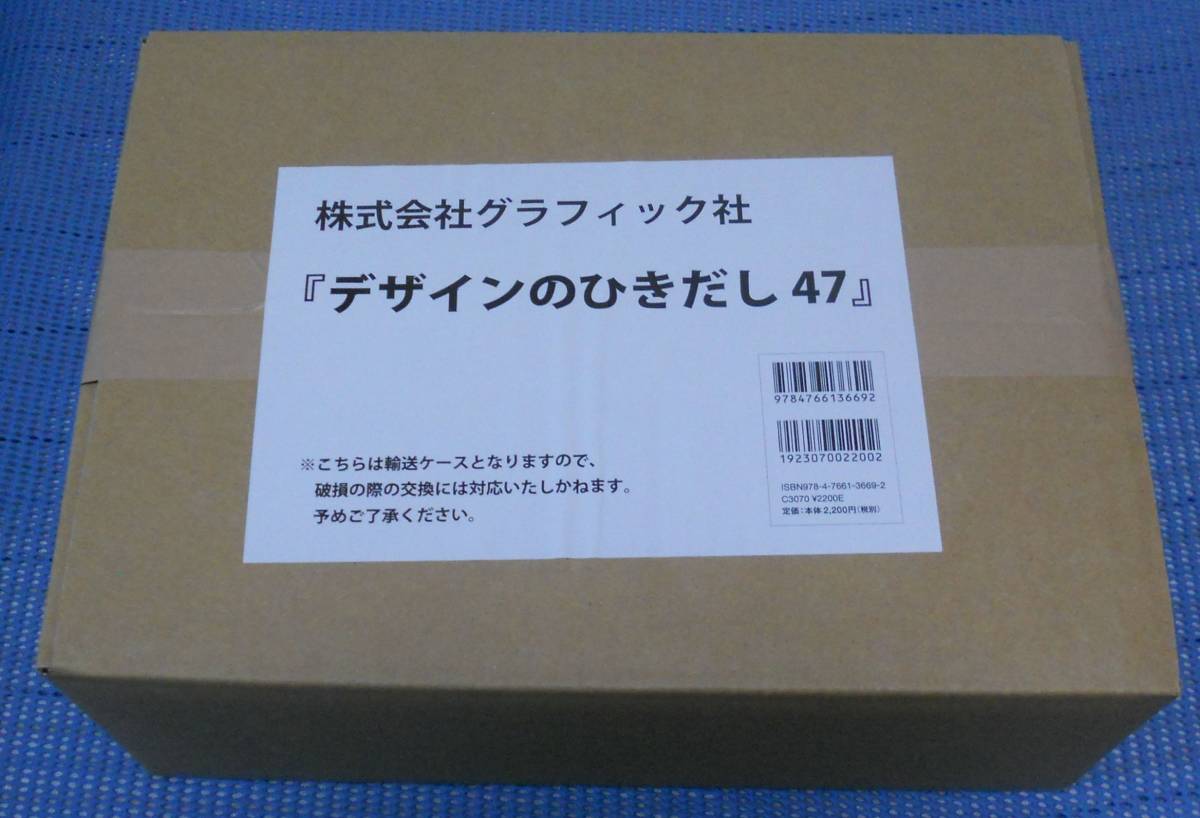 株式会社グラフィック社
『デザインのひきだし 47』
9784766136692
1923070022002
ISBN978-4-7661-3669-2
C3070 ¥2200E
定価：本体2,200円（税別）
※こちらは輸送ケースとなりますので、
破損の際の交換には対応いたしかねます。
予めご了承ください。